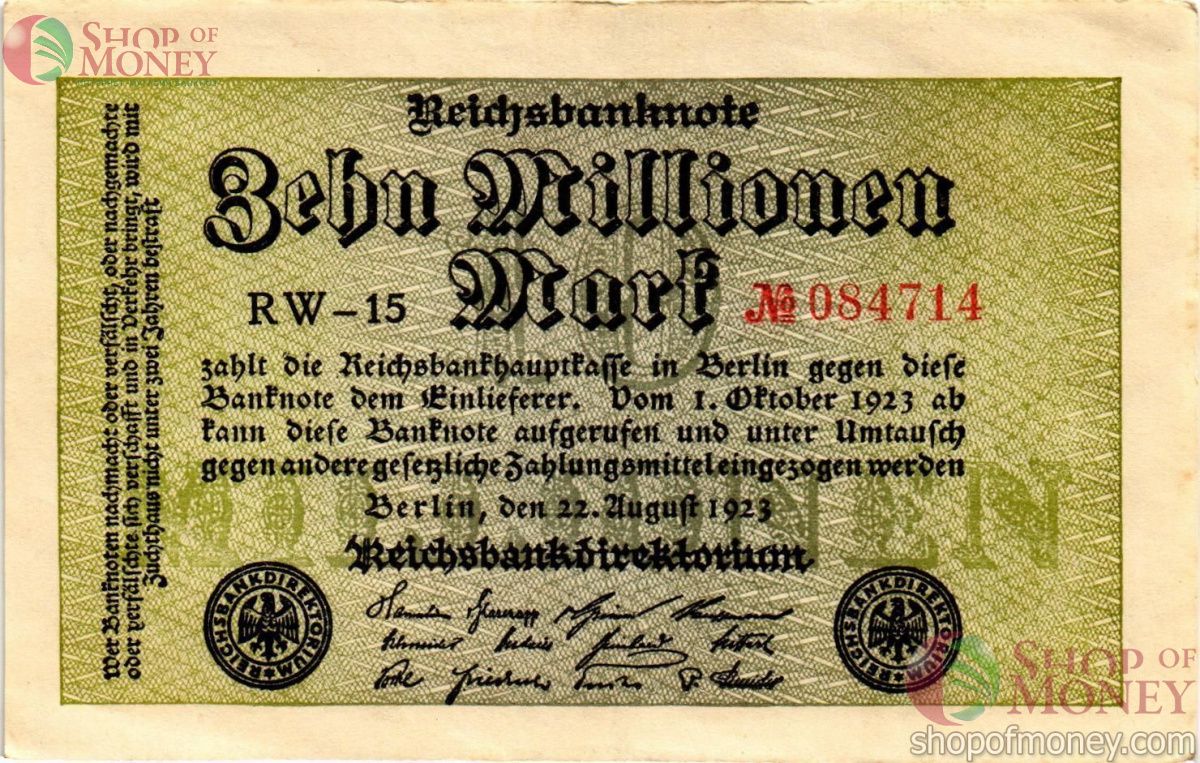 SHOP OF
MONEY
Reichsbanknote
Zehn Millionen
Mark
RW-15
№ 084714
zahlt die Reichsbankhauptkasse in Berlin gegen diese
Banknote dem Einlieferer. Vom 1. Oktober 1923 ab
kann diese Banknote aufgerufen und unter Umtausch
gegen andere gesetzliche Zahlungsmittel eingezogen werden
Berlin, den 22. August 1923
Reichsbankdirektorium
Wer Banknoten nachmacht oder verfälscht, oder nachgemachte
oder verfälschte sich verschafft und in Verkehr bringt, wird mit
Zuchthaus nicht unter zwei Jahren bestraft
10
MILLIONEN
REICHSBANKDIREKTORIUM
REICHSBANKDIREKTORIUM
SHOP OF
MONEY
shopofmoney.com